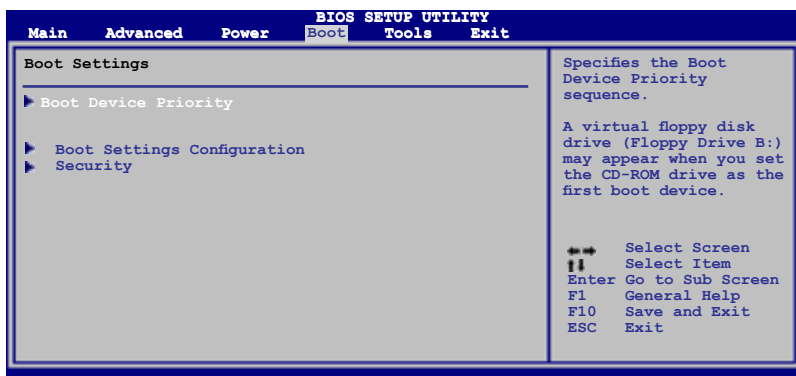 BIOS SETUP UTILITY
Main Advanced Power Boot Tools Exit
Boot Settings
Boot Device Priority
Boot Settings Configuration
Security
Specifies the Boot
Device Priority
sequence.
A virtual floppy disk
drive (Floppy Drive B:)
may appear when you set
the CD-ROM drive as the
first boot device.
Select Screen
Select Item
Enter Go to Sub Screen
F1 General Help
F10 Save and Exit
ESC Exit